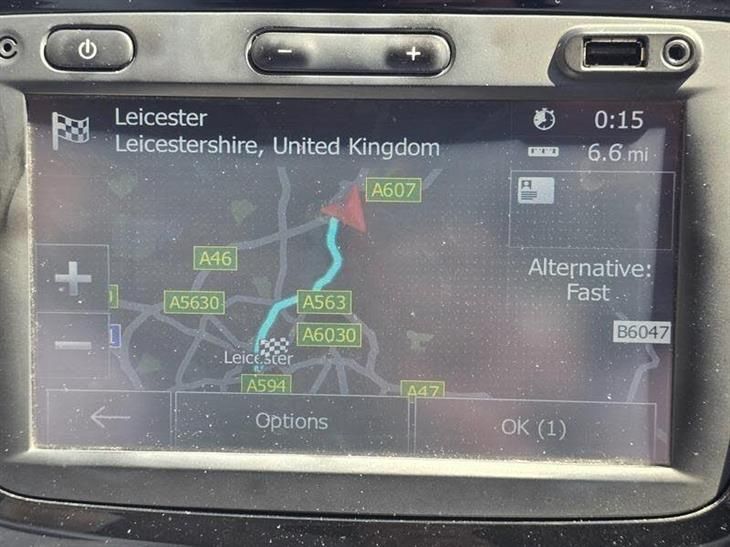 Leicester
Leicestershire, United Kingdom
0:15
6.6 mi
A607
A46
Alternative:
Fast
A5630
A563
A6030
B6047
Leicester
A594
A47
Options
OK (1)